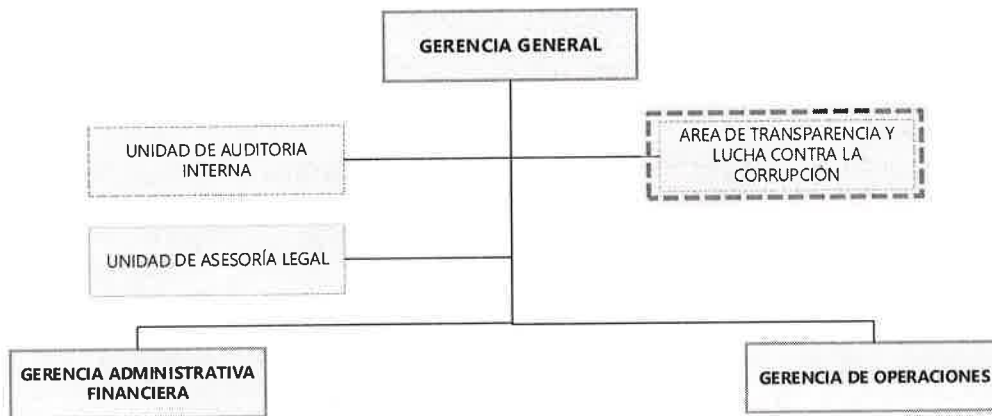 GERENCIA GENERAL
UNIDAD DE AUDITORIA
INTERNA
AREA DE TRANSPARENCIA Y
LUCHA CONTRA LA
CORRUPCIÓN
UNIDAD DE ASESORÍA LEGAL
GERENCIA ADMINISTRATIVA
FINANCIERA
GERENCIA DE OPERACIONES